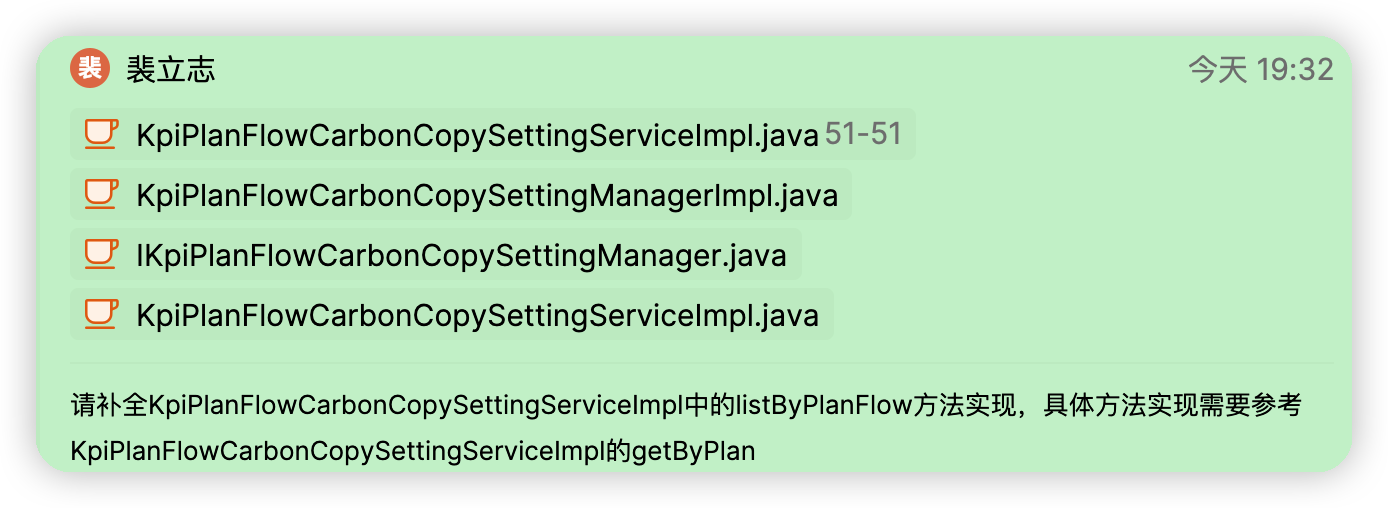 裴 裴立志 今天 19:32
KpiPlanFlowCarbonCopySettingServiceImpl.java 51-51
KpiPlanFlowCarbonCopySettingManagerImpl.java
IKpiPlanFlowCarbonCopySettingManager.java
KpiPlanFlowCarbonCopySettingServiceImpl.java
请补全KpiPlanFlowCarbonCopySettingServiceImpl中的listByPlanFlow方法实现，具体方法实现需要参考
KpiPlanFlowCarbonCopySettingServiceImpl的getByPlan